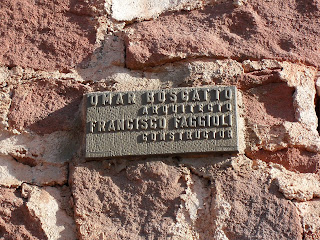 OMAR BOSCATTO
ARQUITECTO
FRANCISCO FAGGIOLI
CONSTRUCTOR